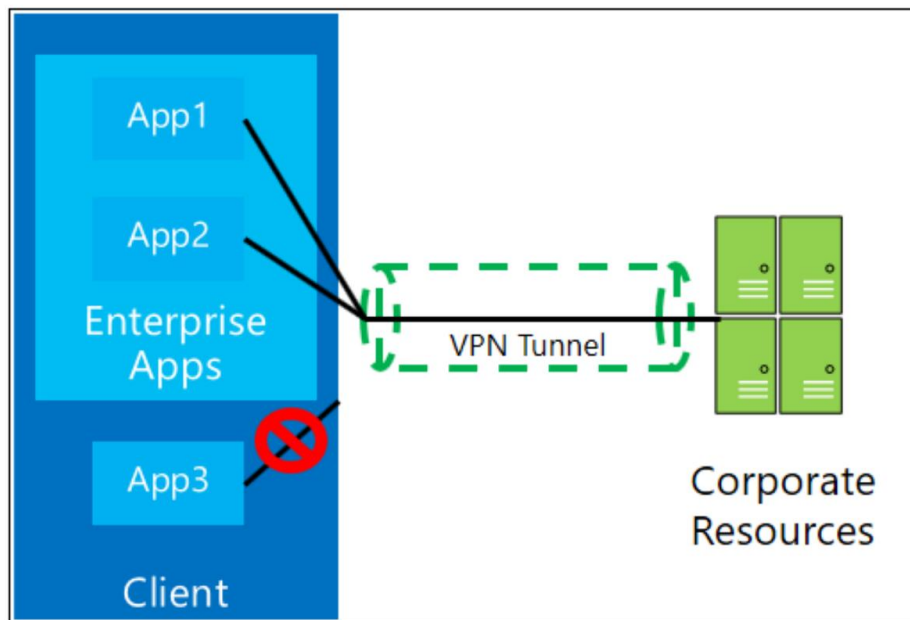 App1
App2
Enterprise
Apps
App3
Client
VPN Tunnel
Corporate
Resources